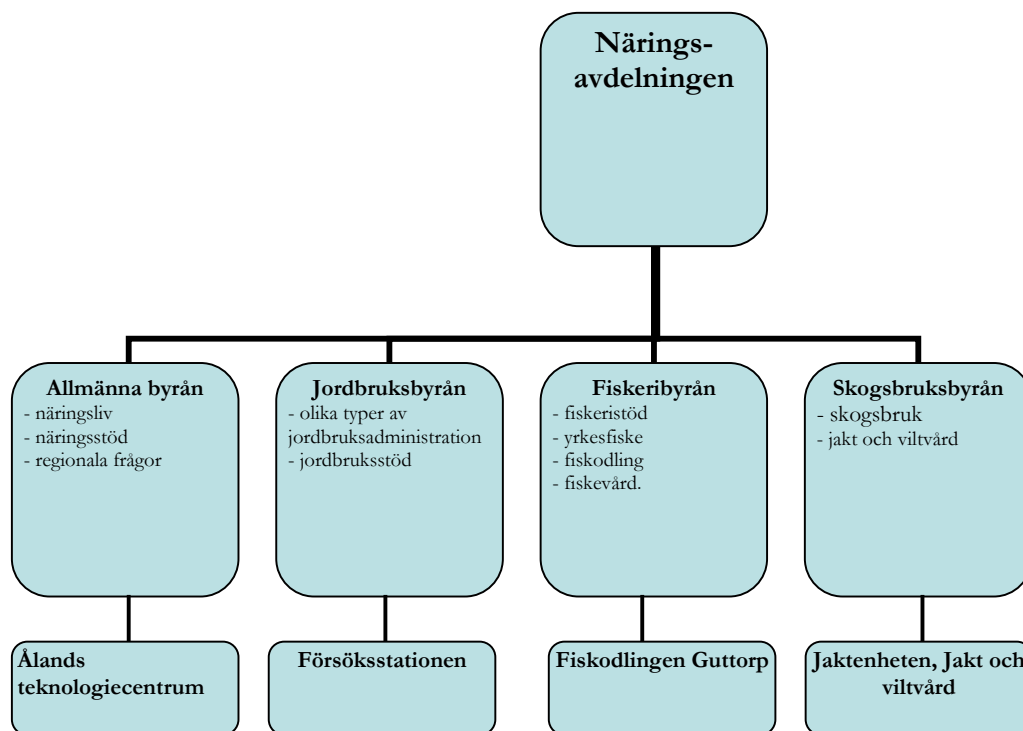 Närings-
avdelningen
Allmänna byrån
- näringsliv
- näringsstöd
- regionala frågor
Jordbruksbyrån
- olika typer av
jordbruksadministration
- jordbruksstöd
Fiskeribyrån
- fiskeristöd
- yrkesfiske
- fiskodling
- fiskevård.
Skogsbruksbyrån
- skogsbruk
- jakt och viltvård
Ålands
teknologiecentrum
Försöksstationen
Fiskodlingen Guttorp
Jaktenheten, Jakt och
viltvård